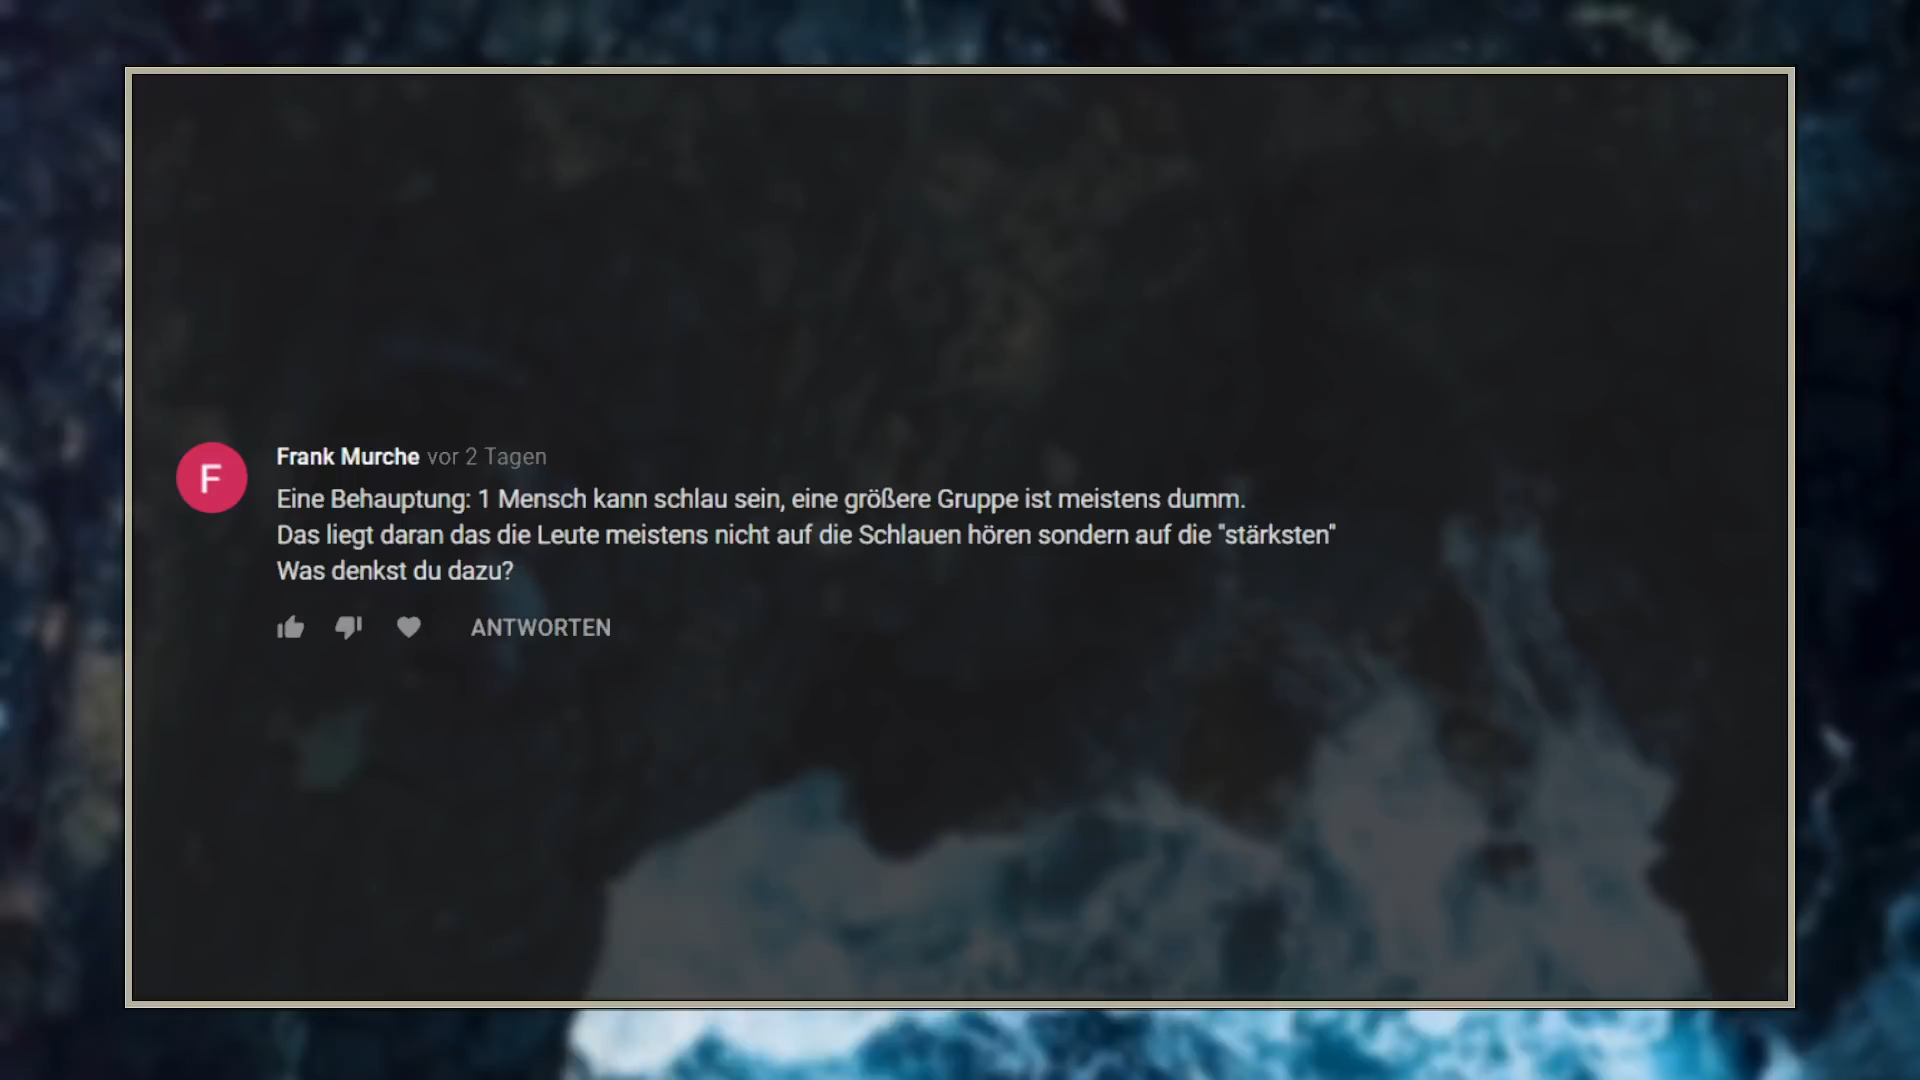 F
Frank Murche vor 2 Tagen
Eine Behauptung: 1 Mensch kann schlau sein, eine größere Gruppe ist meistens dumm.
Das liegt daran das die Leute meistens nicht auf die Schlauen hören sondern auf die "stärksten"
Was denkst du dazu?
ANTWORTEN